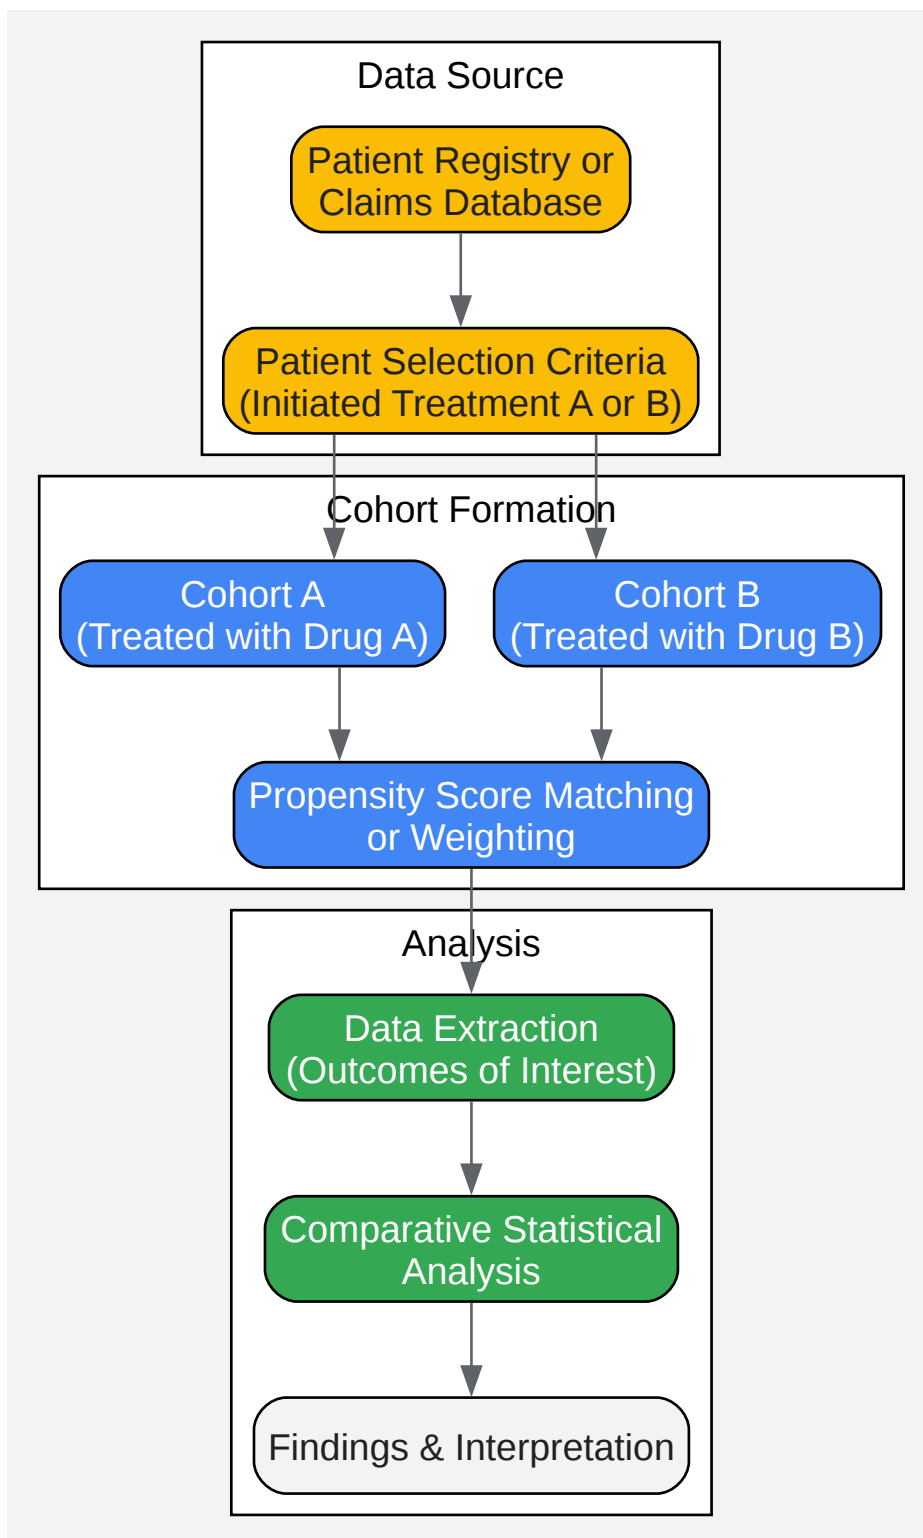 Data Source
Patient Registry or
Claims Database
Patient Selection Criteria
(Initiated Treatment A or B)
Cohort Formation
Cohort A
(Treated with Drug A)
Cohort B
(Treated with Drug B)
Propensity Score Matching
or Weighting
Analysis
Data Extraction
(Outcomes of Interest)
Comparative Statistical
Analysis
Findings & Interpretation